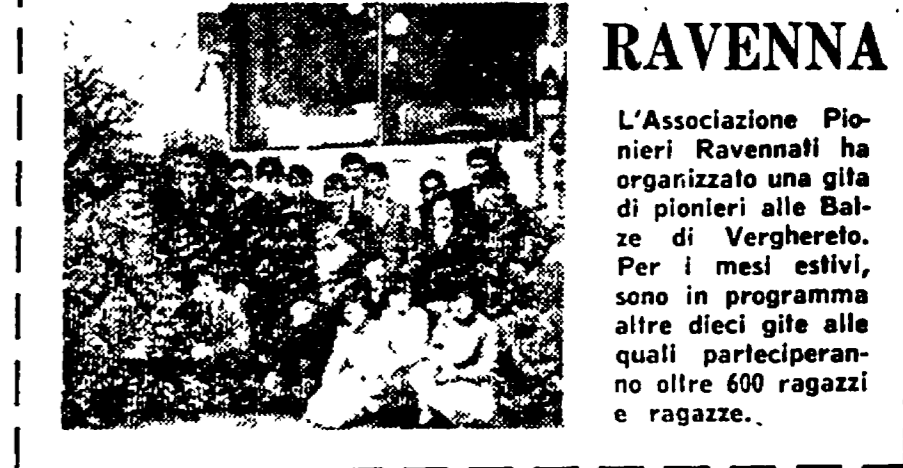 RAVENNA
L'Associazione Pio-
nieri Ravennati ha
organizzato una gita
di pionieri alle Bal-
ze di Verghereto.
Per i mesi estivi,
sono in programma
altre dieci gite alle
quali parteciperan-
no oltre 600 ragazzi
e ragazze.